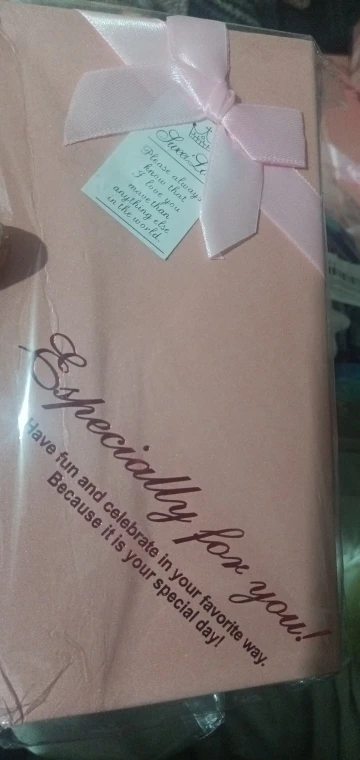 Sweet
Please always
know that
I love you
more than
anything else
in the world.
Especially for you!
Have fun and celebrate in your favorite way.
Because it is your special day!